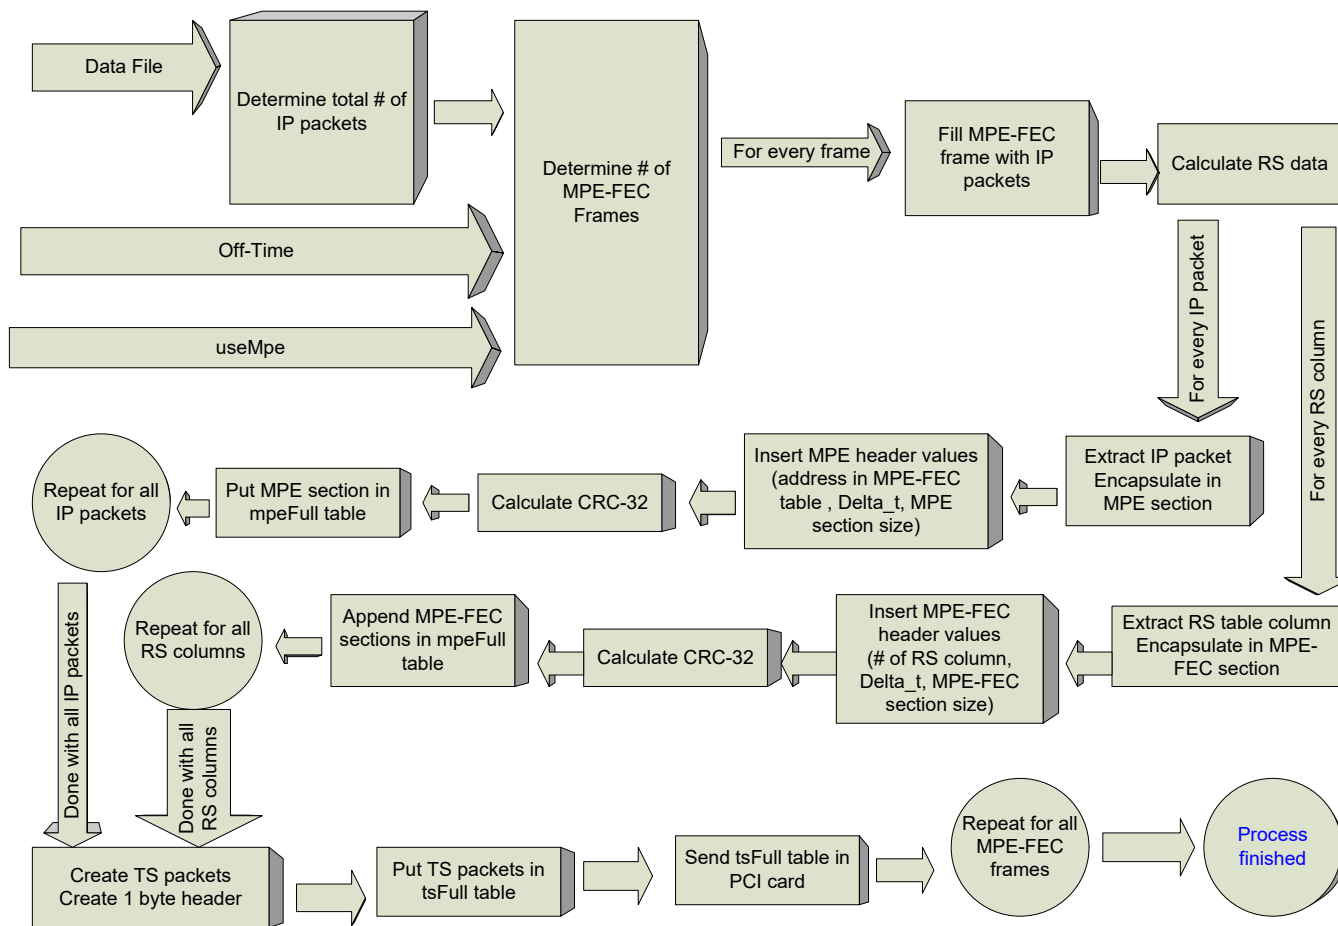 Data File
Determine total # of
IP packets
Off-Time
useMpe
Determine # of
MPE-FEC
Frames
For every frame
Fill MPE-FEC
frame with IP
packets
Calculate RS data
For every IP packet
For every RS column
Extract IP packet
Encapsulate in
MPE section
Insert MPE header values
(address in MPE-FEC
table , Delta_t, MPE
section size)
Calculate CRC-32
Put MPE section in
mpeFull table
Repeat for all
IP packets
Extract RS table column
Encapsulate in MPE-
FEC section
Insert MPE-FEC
header values
(# of RS column,
Delta_t, MPE-FEC
section size)
Calculate CRC-32
Append MPE-FEC
sections in mpeFull
table
Repeat for all
RS columns
Done with all IP packets
Done with all
RS columns
Create TS packets
Create 1 byte header
Put TS packets in
tsFull table
Send tsFull table in
PCI card
Repeat for all
MPE-FEC
frames
Process
finished